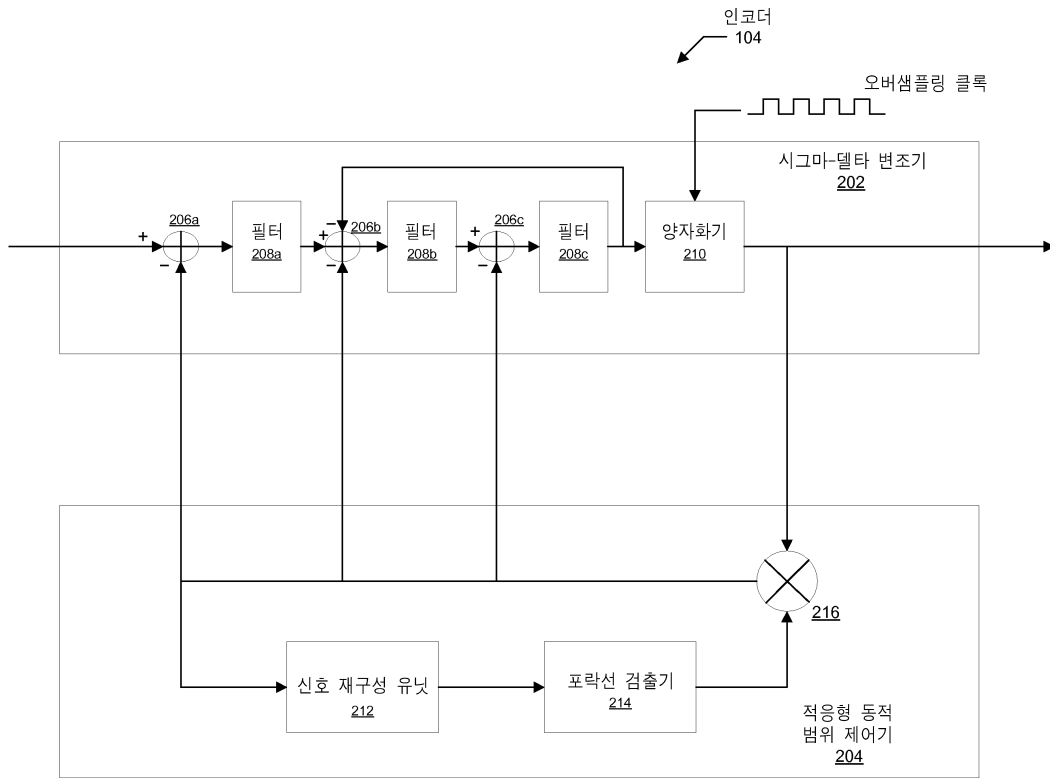 인코더
104
오버샘플링 클록
시그마-델타 변조기
202
206a
206b
206c
+
−
−
+
−
+
−
필터
208a
필터
208b
필터
208c
양자화기
210
216
신호 재구성 유닛
212
포락선 검출기
214
적응형 동적
범위 제어기
204